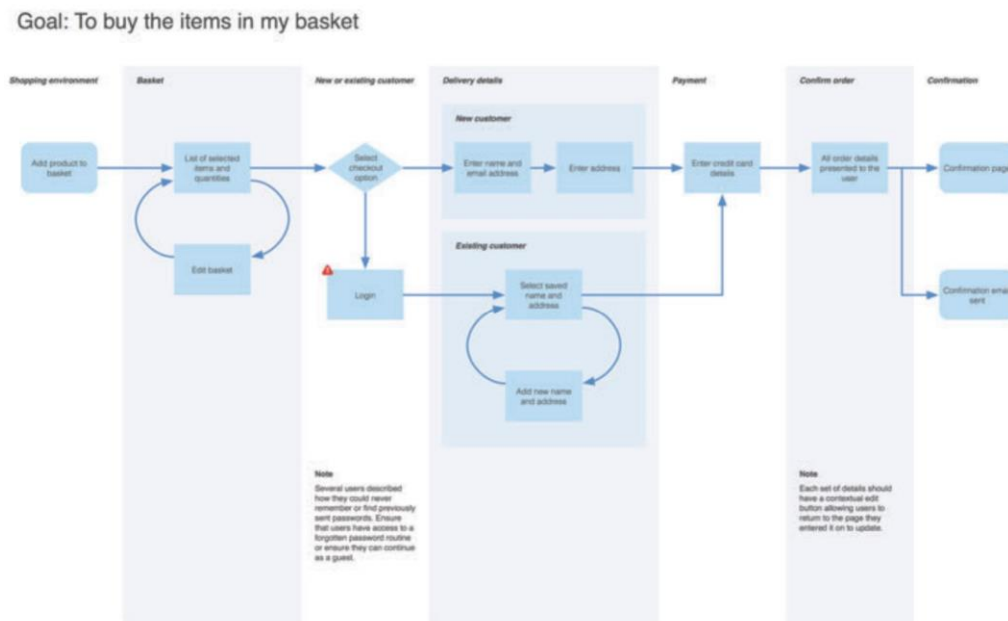 Goal: To buy the items in my basket
Shopping environment
Basket
New or existing customer
Delivery details
Payment
Confirm order
Confirmation
New customer
Add product to
basket
List of selected
items and
quantities
Select
checkout
option
Enter name and
email address
Enter address
Enter credit card
details
All order details
presented to the
user
Confirmation page
Existing customer
Edit basket
Login
Select saved
name and
address
Confirmation email
sent
Add new name
and address
Note
Several users described
how they could never
remember or find previously
sent passwords. Ensure
that users have access to a
forgotten password routine
or ensure they can continue
as a guest.
Note
Each set of details should
have a contextual edit
button allowing users to
return to the page they
entered it on to update.